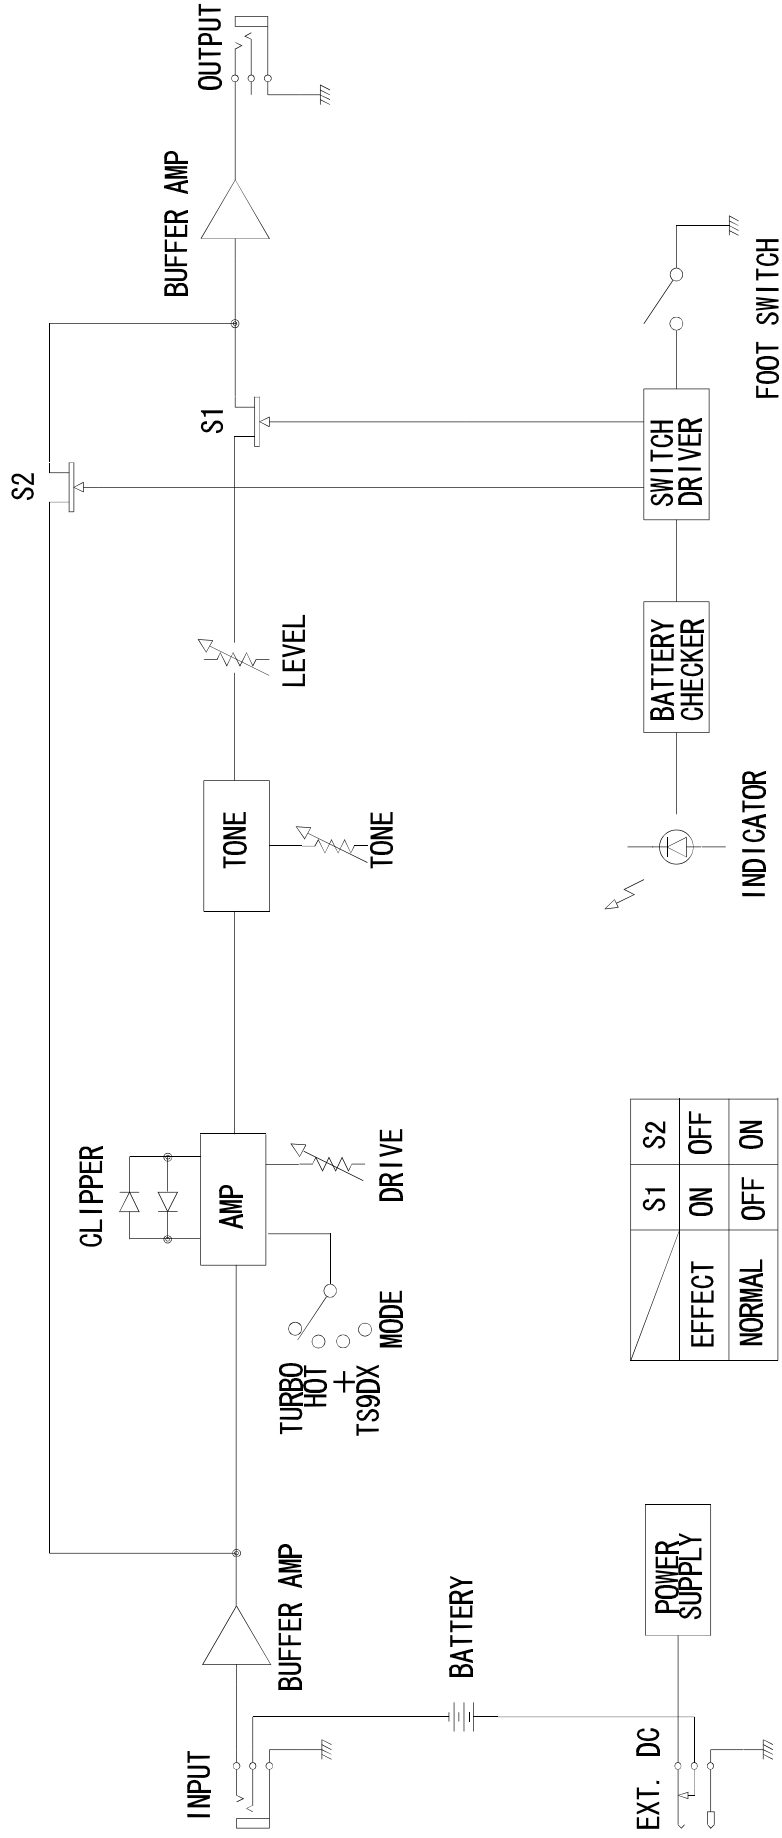 S2
CLIPPER
INPUT
BUFFER AMP
AMP
TONE
LEVEL
S1
BUFFER AMP
OUTPUT
TURBO
HOT
+
TS9DX
MODE
DRIVE
TONE
BATTERY
EXT. DC
POWER
SUPPLY
S1 S2
EFFECT ON OFF
NORMAL OFF ON
INDICATOR
BATTERY
CHECKER
SWITCH
DRIVER
FOOT SWITCH